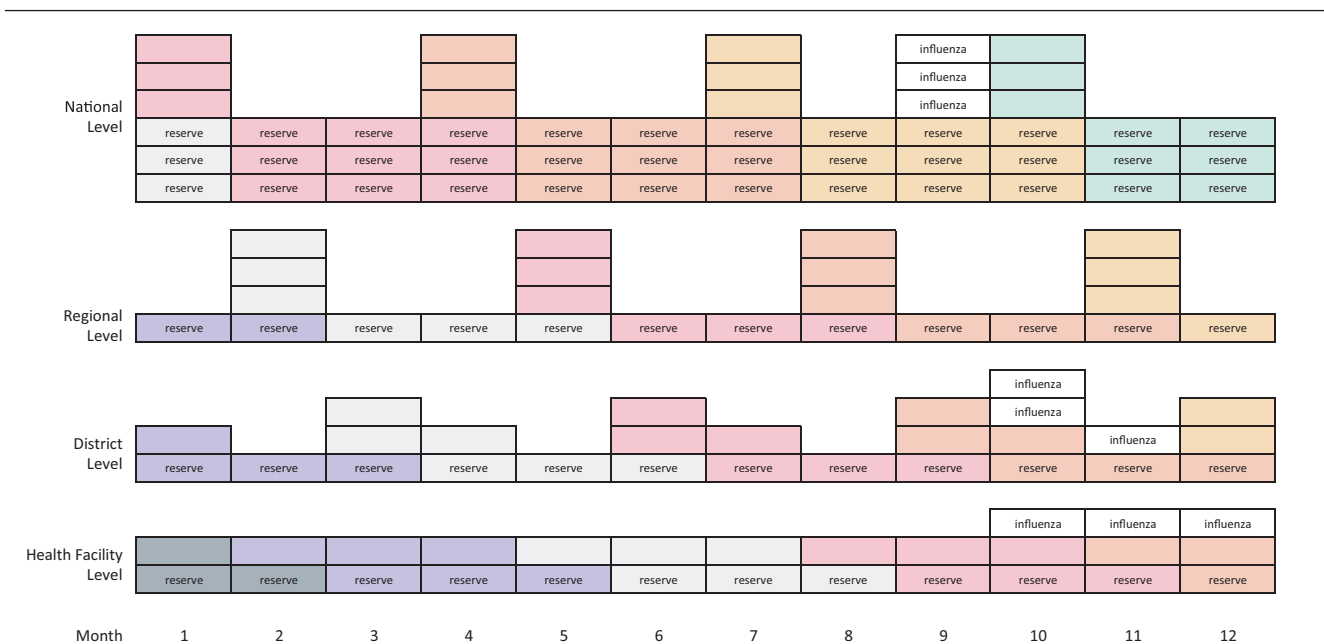 influenza
influenza
National
Level
influenza
reserve reserve reserve reserve reserve reserve reserve reserve reserve reserve reserve reserve
reserve reserve reserve reserve reserve reserve reserve reserve reserve reserve reserve reserve
reserve reserve reserve reserve reserve reserve reserve reserve reserve reserve reserve reserve
Regional
Level
reserve reserve reserve reserve reserve reserve reserve reserve reserve reserve reserve reserve
influenza
influenza
District
Level
influenza
reserve reserve reserve reserve reserve reserve reserve reserve reserve reserve reserve reserve
influenza influenza influenza
Health Facility
Level
reserve reserve reserve reserve reserve reserve reserve reserve reserve reserve reserve reserve
Month 1 2 3 4 5 6 7 8 9 10 11 12